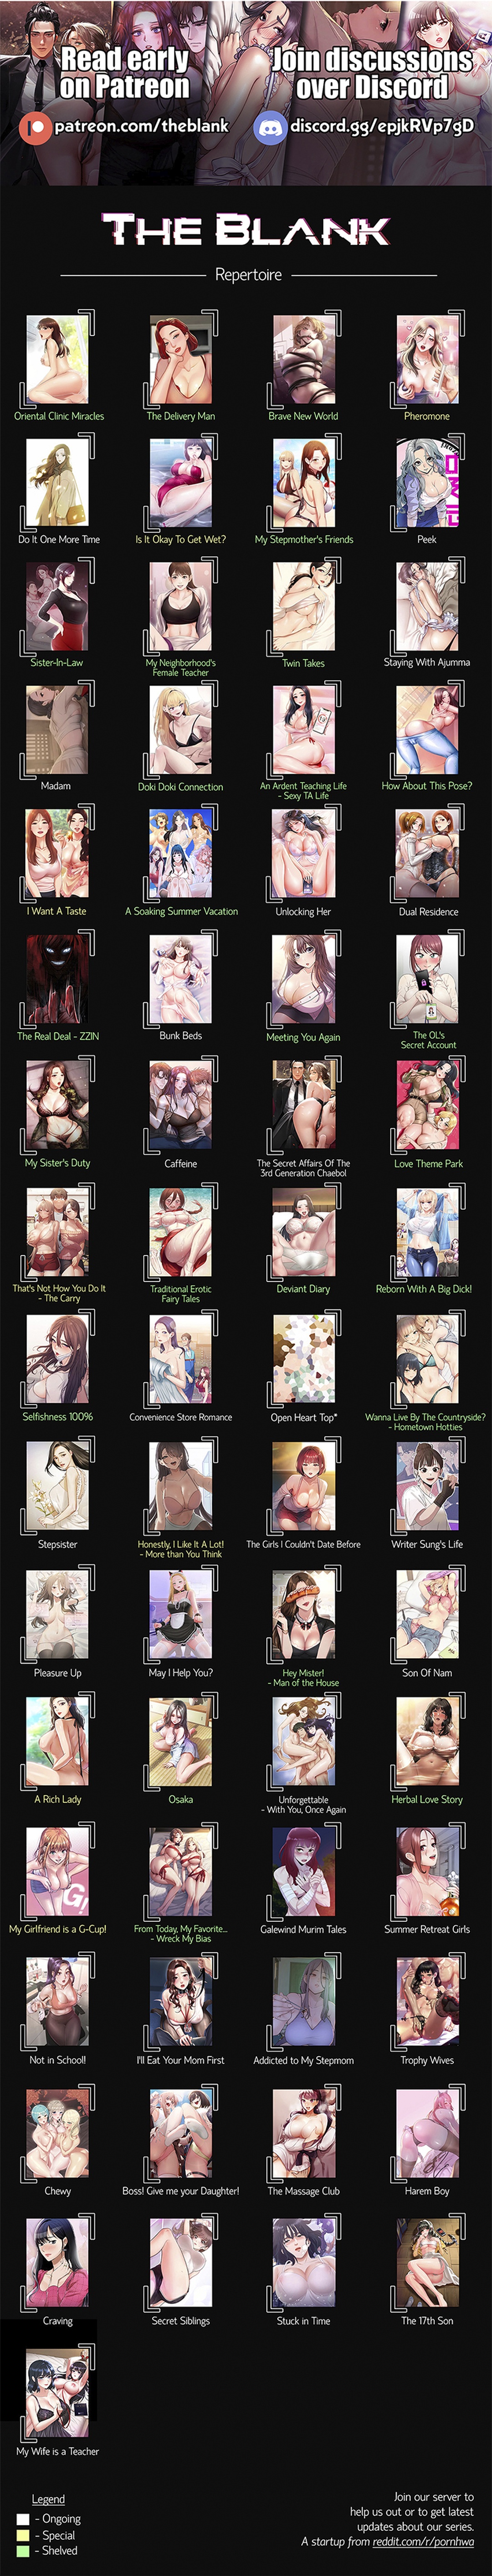 Read early
on Patreon
Join discussions
over Discord
patreon.com/theblank
discord.gg/epjkRVp7gD
THE BLANK
Repertoire
Oriental Clinic Miracles
The Delivery Man
Brave New World
Pheromone
Do It One More Time
Is It Okay To Get Wet?
My Stepmother's Friends
Peek
Sister-In-Law
My Neighborhood's
Female Teacher
Twin Takes
Staying With Ajumma
Madam
Doki Doki Connection
An Ardent Teaching Life
- Sexy TA Life
How About This Pose?
I Want A Taste
A Soaking Summer Vacation
Unlocking Her
Dual Residence
The Real Deal - ZZIN
Bunk Beds
Meeting You Again
The OL's
Secret Account
My Sister's Duty
Caffeine
The Secret Affairs Of The
3rd Generation Chaebol
Love Theme Park
That's Not How You Do It
- The Carry
Traditional Erotic
Fairy Tales
Deviant Diary
Reborn With A Big Dick!
Selfishness 100%
Convenience Store Romance
Open Heart Top*
Wanna Live By The Countryside?
- Hometown Hotties
Stepsister
Honestly, I Like It A Lot!
- More than You Think
The Girls I Couldn't Date Before
Writer Sung's Life
Pleasure Up
May I Help You?
Hey Mister!
- Man of the House
Son Of Nam
A Rich Lady
Osaka
Unforgettable
- With You, Once Again
Herbal Love Story
My Girlfriend is a G-Cup!
From Today, My Favorite...
- Wreck My Bias
Galewind Murim Tales
Summer Retreat Girls
Not in School!
I'll Eat Your Mom First
Addicted to My Stepmom
Trophy Wives
Chewy
Boss! Give me your Daughter!
The Massage Club
Harem Boy
Craving
Secret Siblings
Stuck in Time
The 17th Son
My Wife is a Teacher
Legend
- Ongoing
- Special
- Shelved
Join our server to
help us out or to get latest
updates about our series.
A startup from reddit.com/r/pornhwa